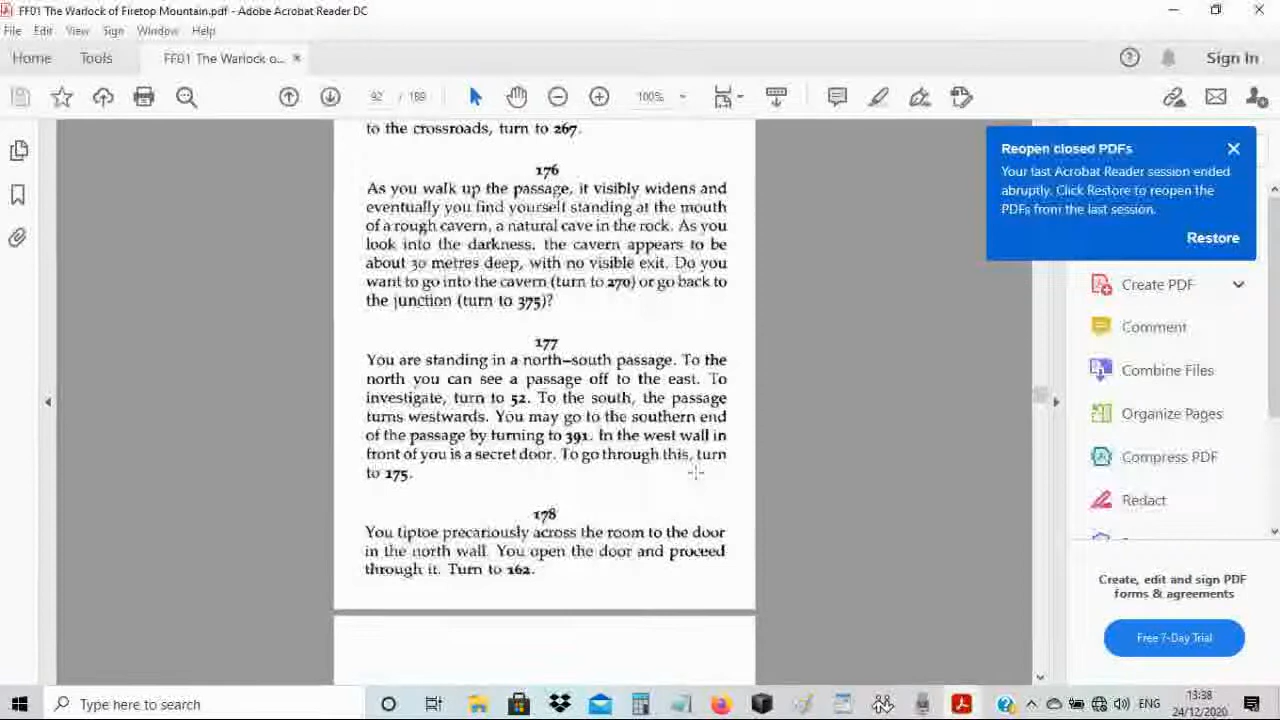 FF01 The Warlock of Firetop Mountain.pdf - Adobe Acrobat Reader DC
File Edit View Sign Window Help
Home Tools FF01 The Warlock o... × Sign In
92 / 189 100%
to the crossroads, turn to 267.
176
As you walk up the passage, it visibly widens and
eventually you find yourself standing at the mouth
of a rough cavern, a natural cave in the rock. As you
look into the darkness, the cavern appears to be
about 30 metres deep, with no visible exit. Do you
want to go into the cavern (turn to 270) or go back to
the junction (turn to 375)?
177
You are standing in a north–south passage. To the
north you can see a passage off to the east. To
investigate, turn to 52. To the south, the passage
turns westwards. You may go to the southern end
of the passage by turning to 391. In the west wall in
front of you is a secret door. To go through this, turn
to 175.
178
You tiptoe precariously across the room to the door
in the north wall. You open the door and proceed
through it. Turn to 162.
Reopen closed PDFs
Your last Acrobat Reader session ended
abruptly. Click Restore to reopen the
PDFs from the last session.
Restore
Create PDF
Comment
Combine Files
Organize Pages
Compress PDF
Redact
Create, edit and sign PDF
forms & agreements
Free 7-Day Trial
Type here to search
ENG
13:38
24/12/2020